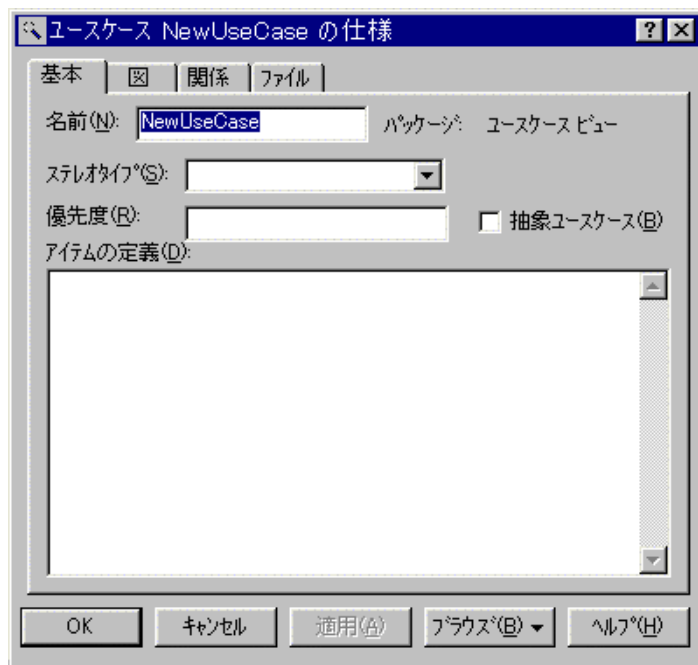 ユースケース NewUseCase の仕様
基本 図 関係 ファイル
名前(N): NewUseCase パッケージ: ユースケース ビュー
ステレオタイプ(S):
優先度(R): 抽象ユースケース(B)
アイテムの定義(D):
OK キャンセル 適用(A) ブラウズ(B) ヘルプ(H)